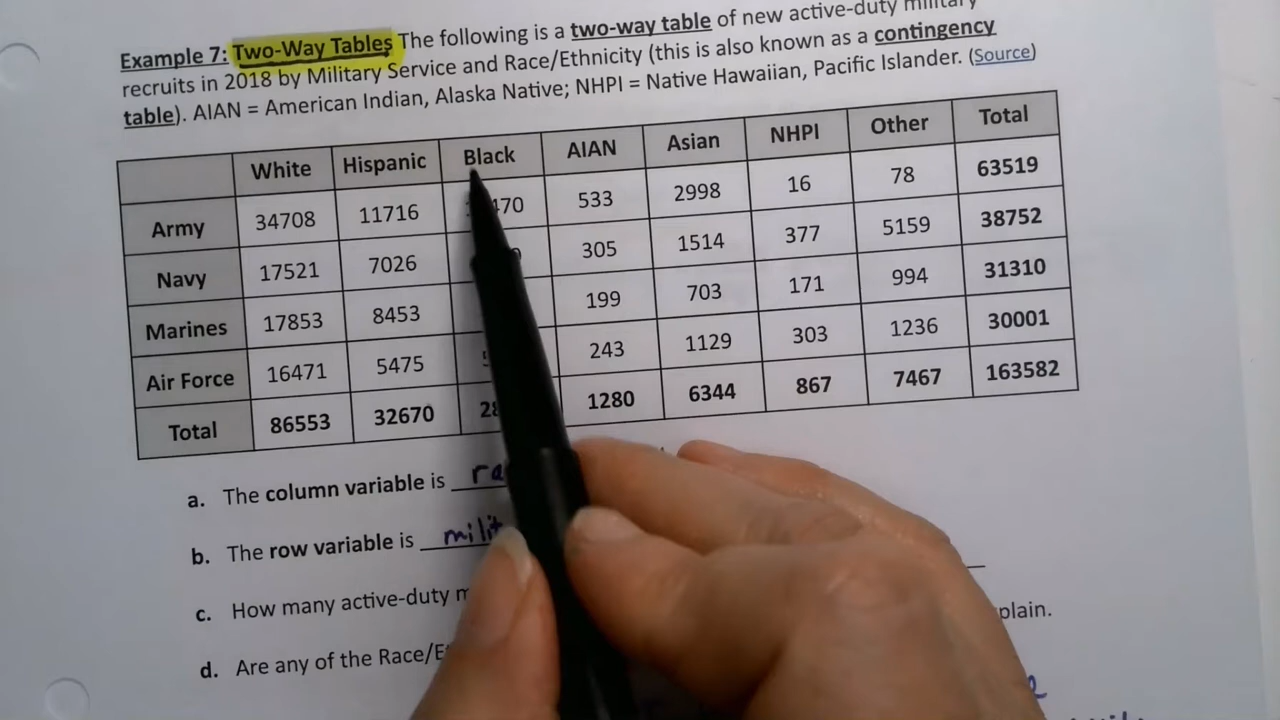 Example 7: Two-Way Tables The following is a two-way table of new active-duty military
recruits in 2018 by Military Service and Race/Ethnicity (this is also known as a contingency
table). AIAN = American Indian, Alaska Native; NHPI = Native Hawaiian, Pacific Islander. (Source)
White Hispanic Black AIAN Asian NHPI Other Total
Army 34708 11716 533 2998 16 78 63519
Navy 17521 7026 305 1514 377 5159 38752
Marines 17853 8453 199 703 171 994 31310
Air Force 16471 5475 243 1129 303 1236 30001
Total 86553 32670 1280 6344 867 7467 163582
a. The column variable is
b. The row variable is
c. How many active-duty
d. Are any of the plain.